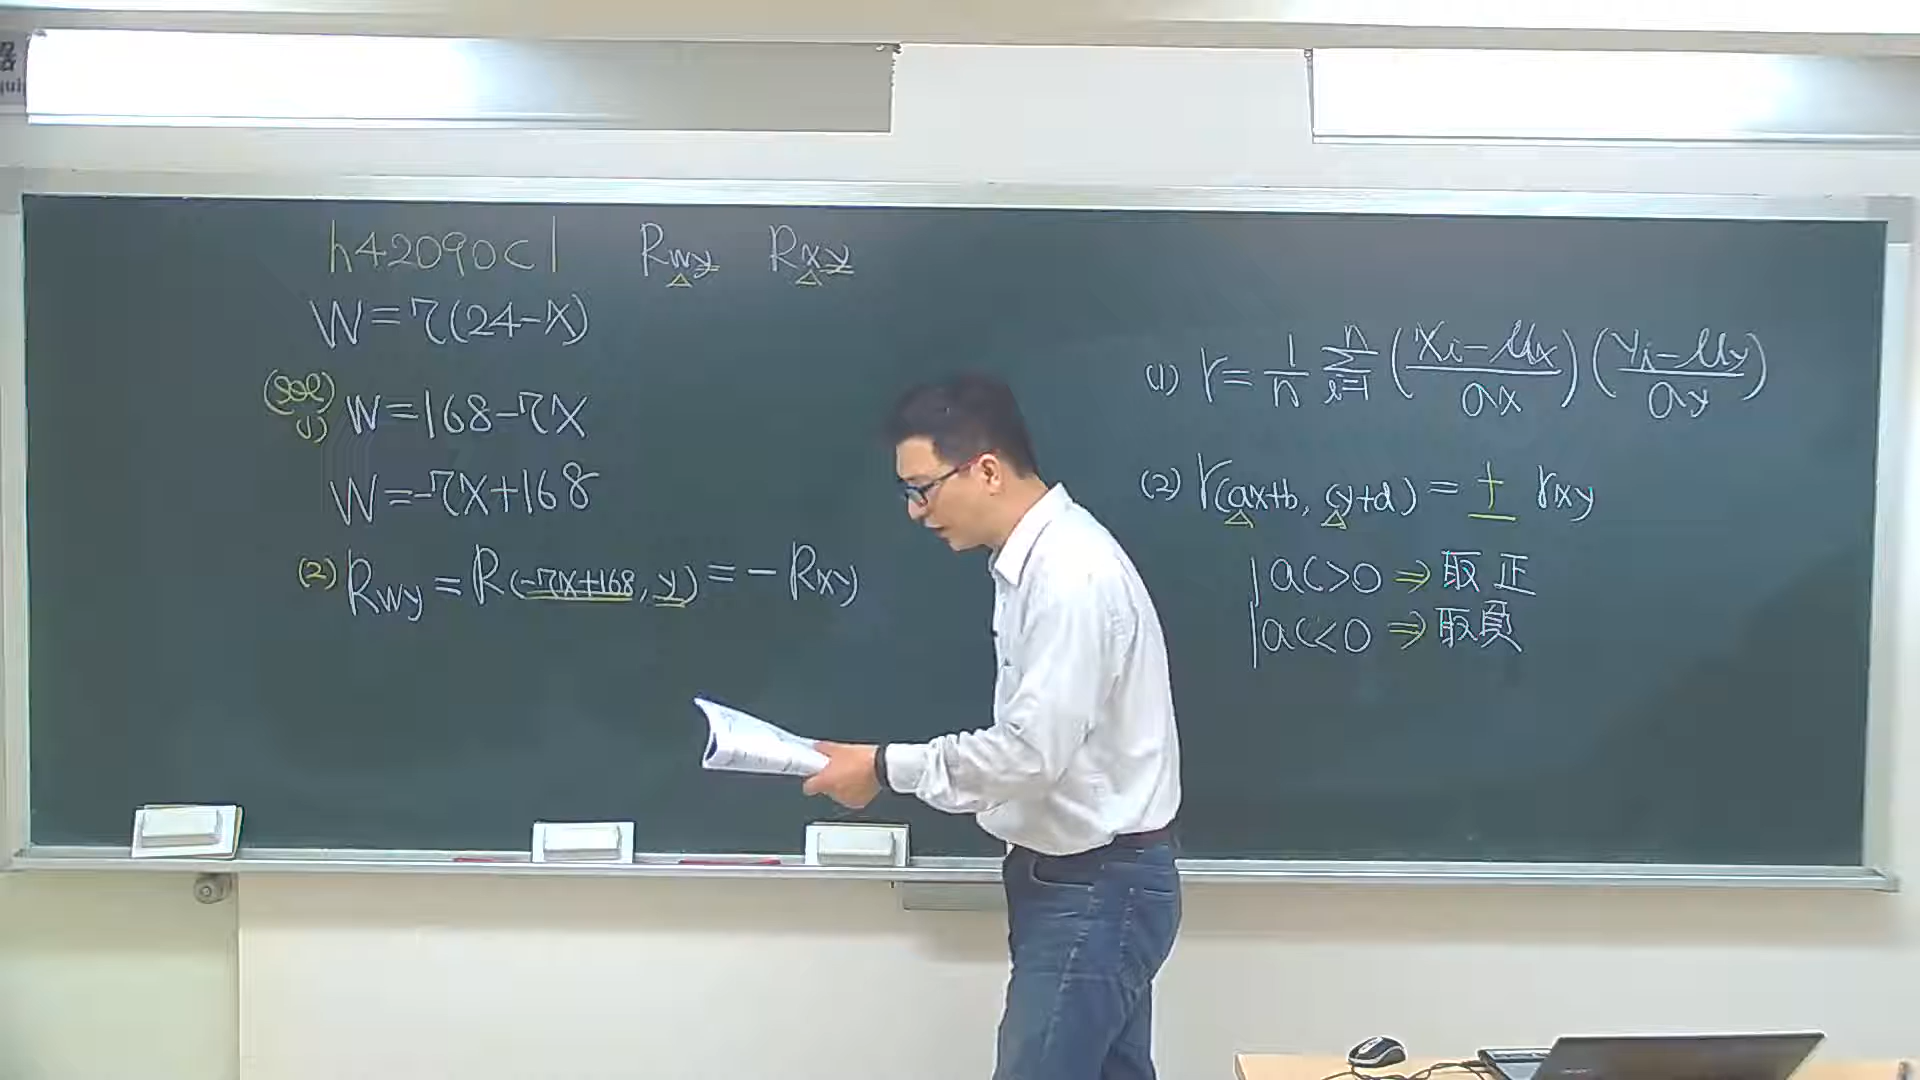 h42090c1 Rwy Rxy
W=7(24-X)
(sol)
(1) W=168-7X
W=-7X+168
(2) Rwy=R(-7X+168, y)=-Rxy
(1) r=1/n n∑i=1 (xi-μx/σx)(yi-μy/σy)
(2) r(ax+b, cy+d)=± rxy
ac>0⇒取正
ac<0⇒取負